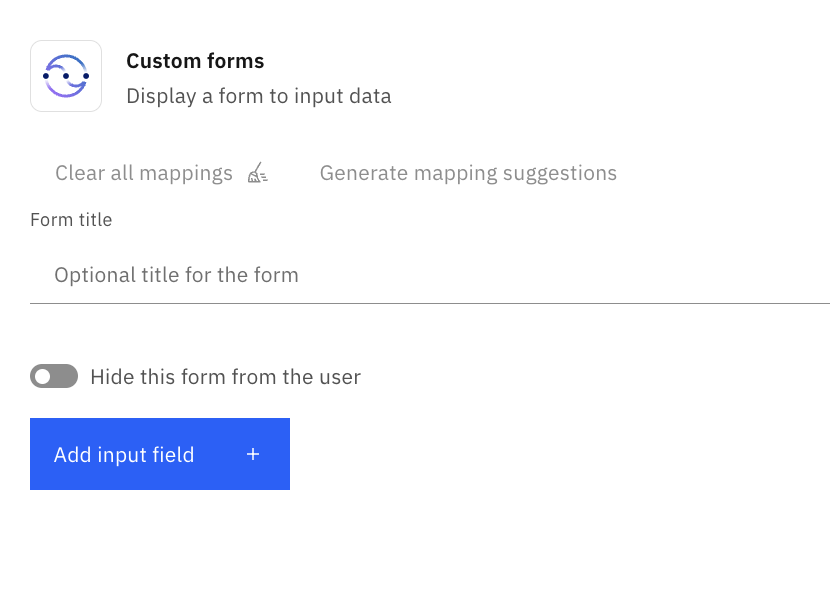 Custom forms
Display a form to input data
Clear all mappings
Generate mapping suggestions
Form title
Optional title for the form
Hide this form from the user
Add input field +